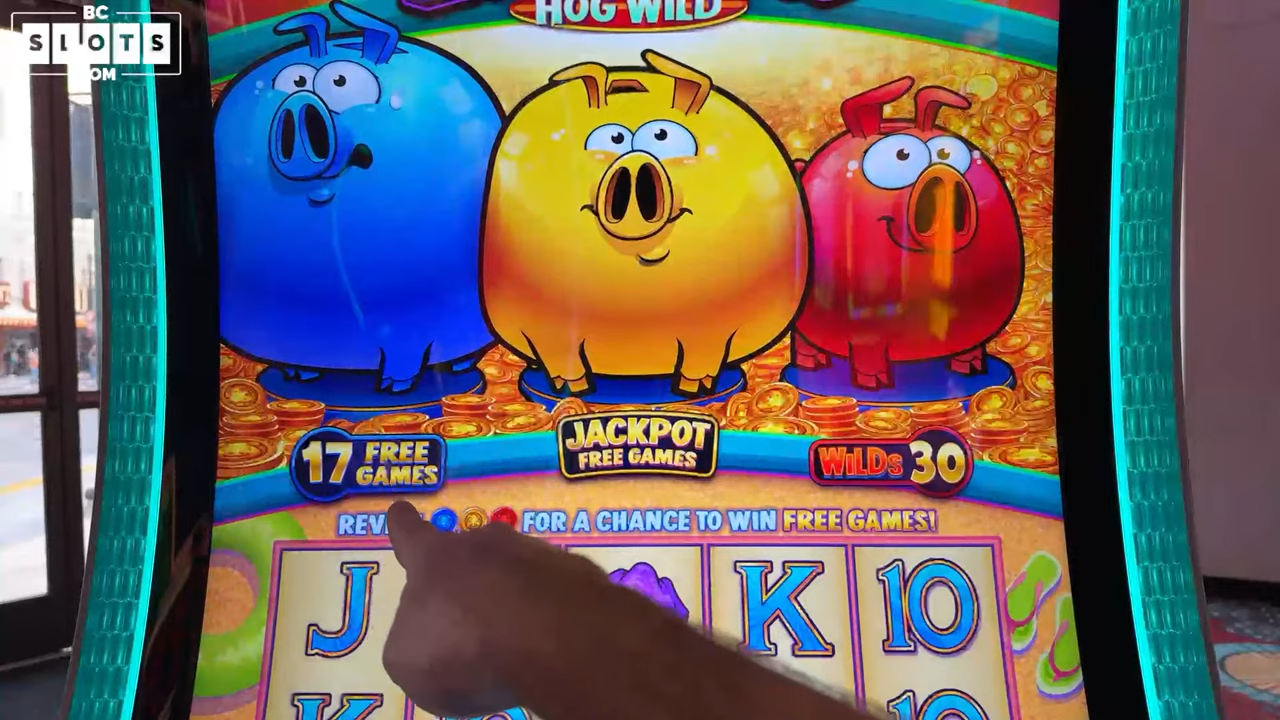 BC
SLOTS
COM
HOG WILD
17 FREE GAMES
JACKPOT
FREE GAMES
WiLDs 30
FOR A CHANCE TO WIN FREE GAMES!
J
K
10
K
10